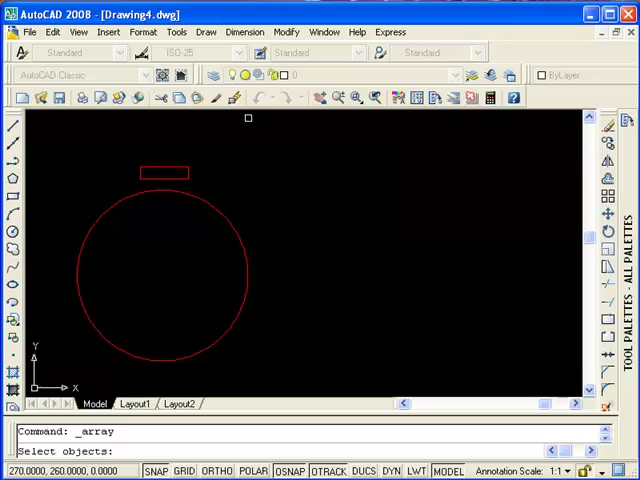 AutoCAD 2008 - [Drawing4.dwg]
File Edit View Insert Format Tools Draw Dimension Modify Window Help Express
Standard ISO-25 Standard Standard
AutoCAD Classic 0 ByLayer
TOOL PALETTES - ALL PALETTES
Y
X
Model Layout1 Layout2
Command: _array
Select objects:
270.0000, 260.0000, 0.0000 SNAP GRID ORTHO POLAR OSNAP OTRACK DUCS DYN LWT MODEL Annotation Scale: 1:1